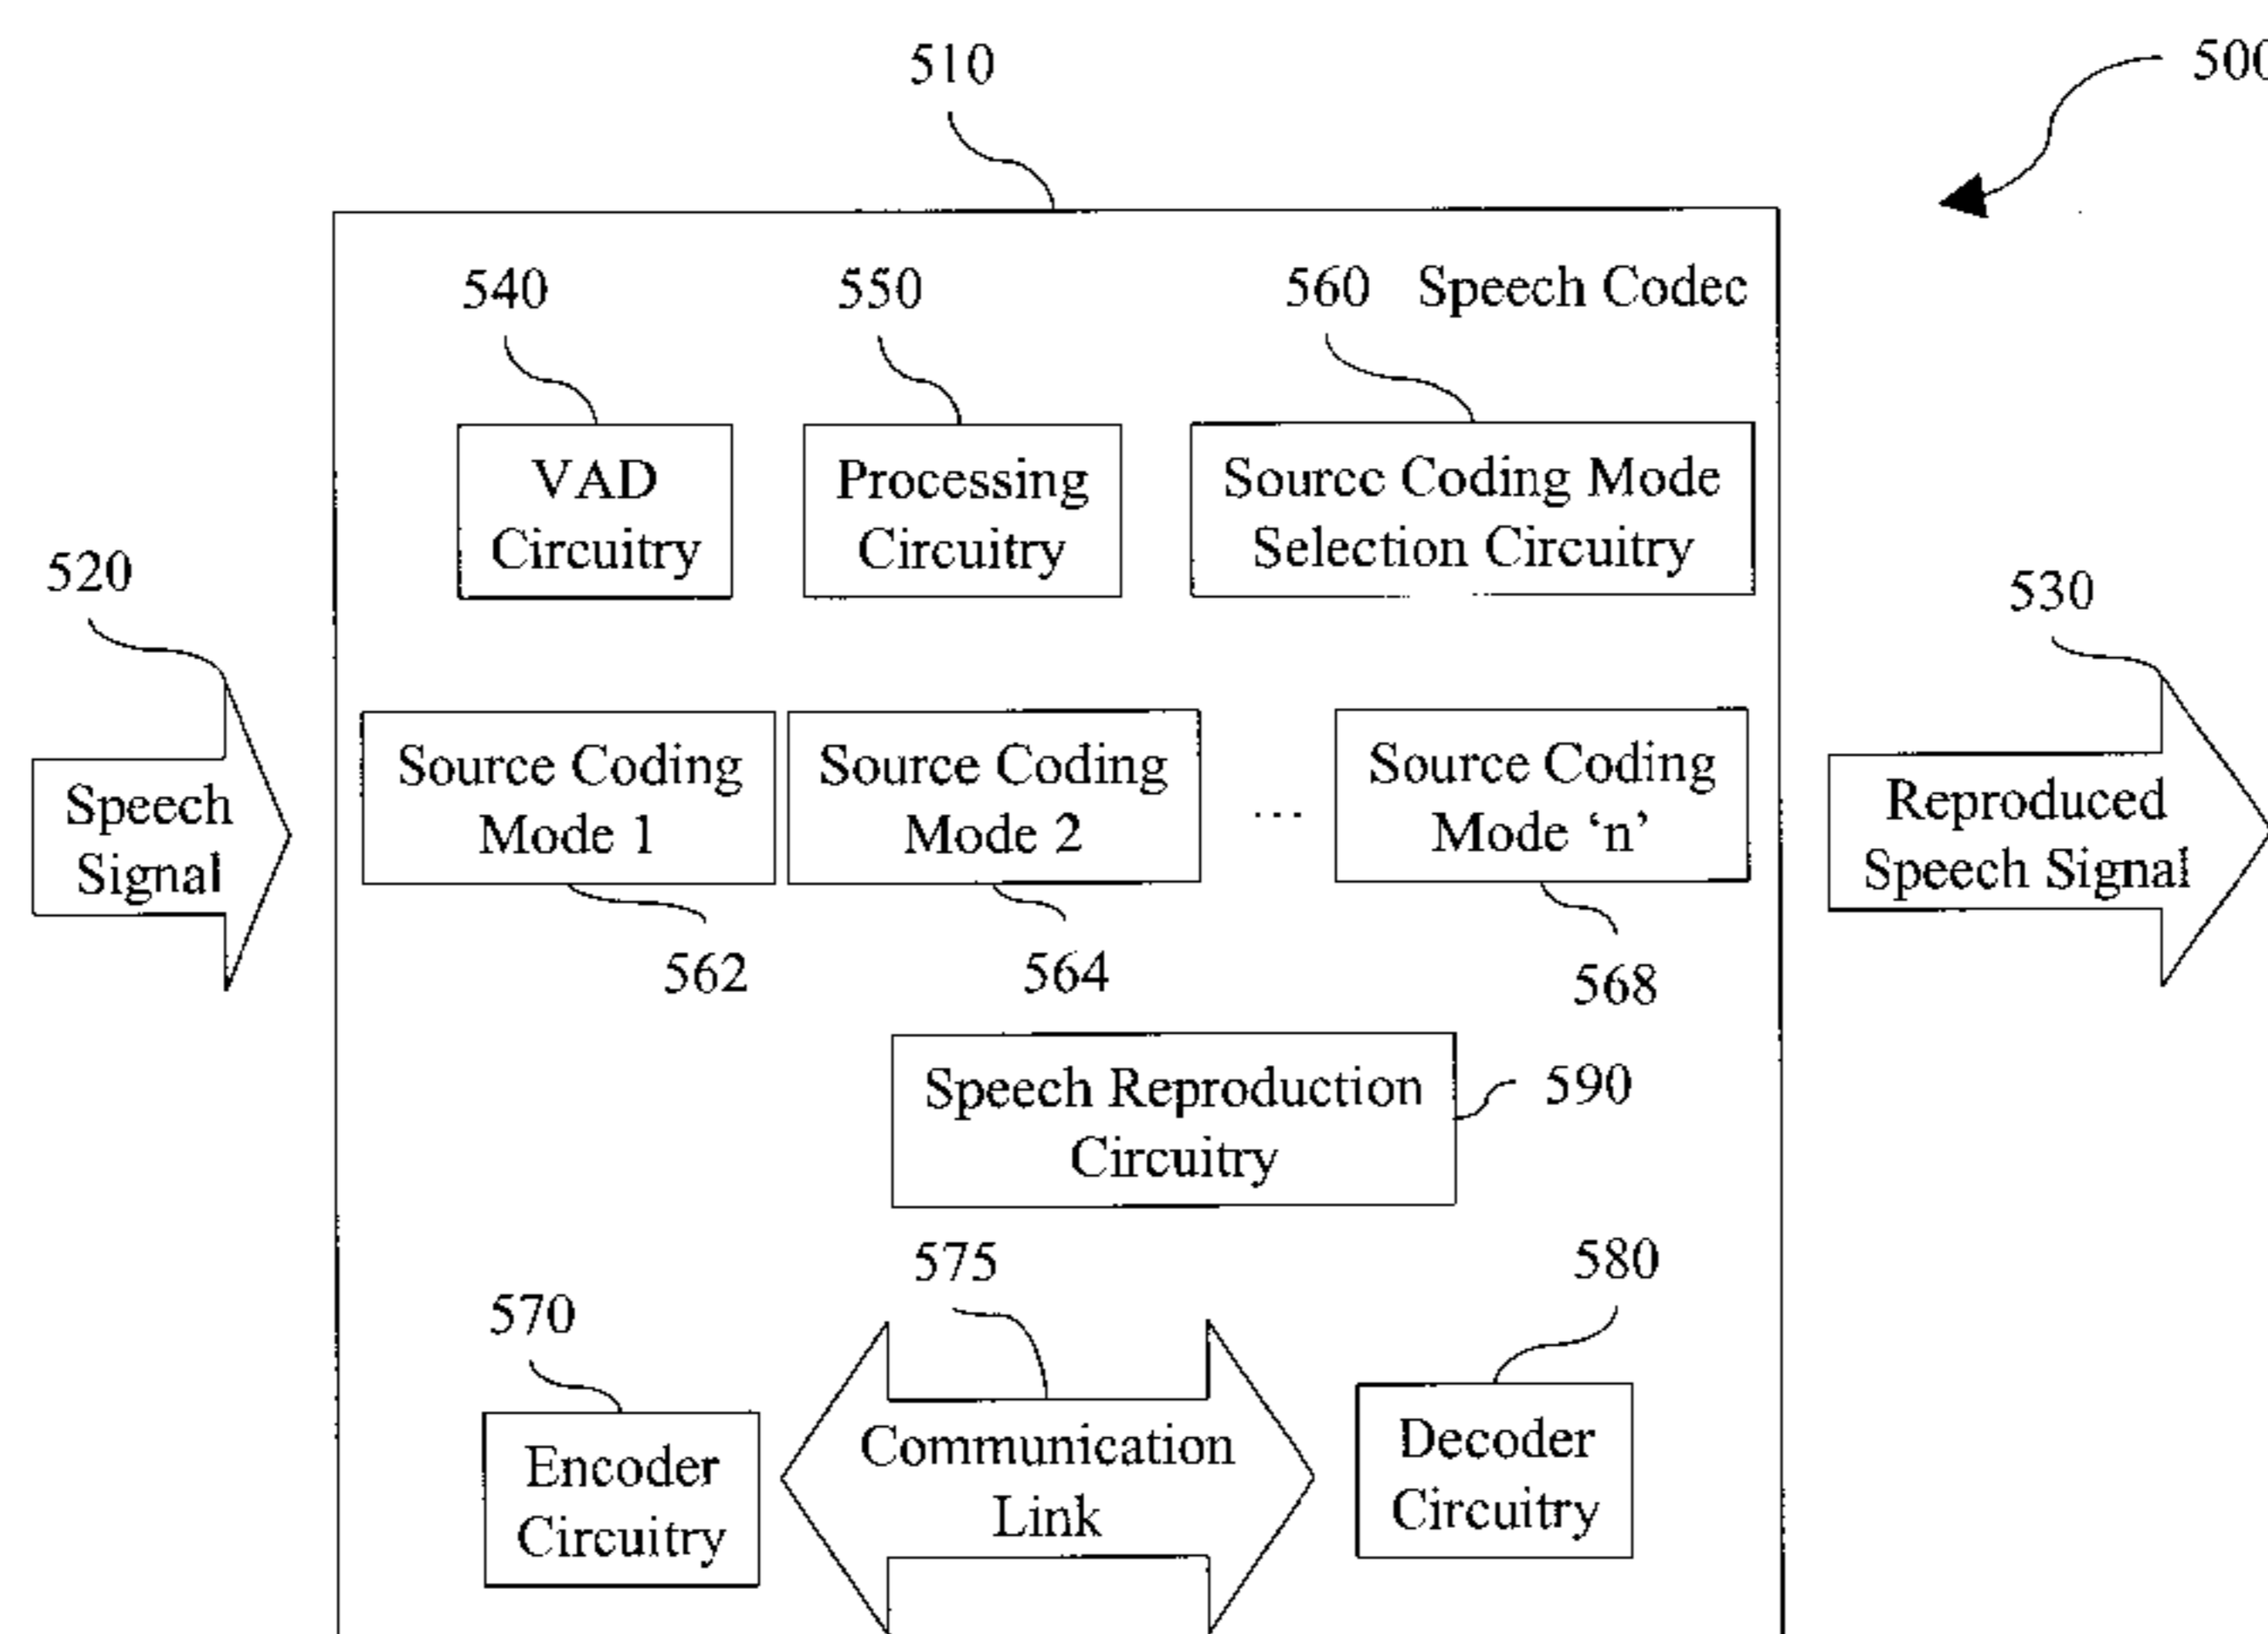 510
500
540
550
560 Speech Codec
VAD
Circuitry
Processing
Circuitry
Source Coding Mode
Selection Circuitry
520
530
Speech
Signal
Source Coding
Mode 1
Source Coding
Mode 2
...
Source Coding
Mode ‘n’
Reproduced
Speech Signal
562
564
568
Speech Reproduction
Circuitry
590
575
580
570
Encoder
Circuitry
Communication
Link
Decoder
Circuitry